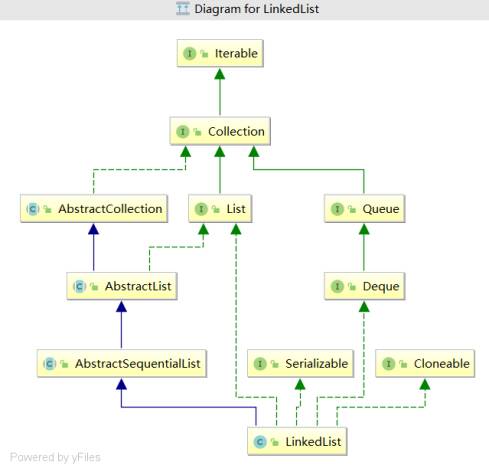 Diagram for LinkedList
I Iterable
I Collection
C AbstractCollection
I List
I Queue
C AbstractList
I Deque
C AbstractSequentialList
I Serializable
I Cloneable
C LinkedList
Powered by yFiles